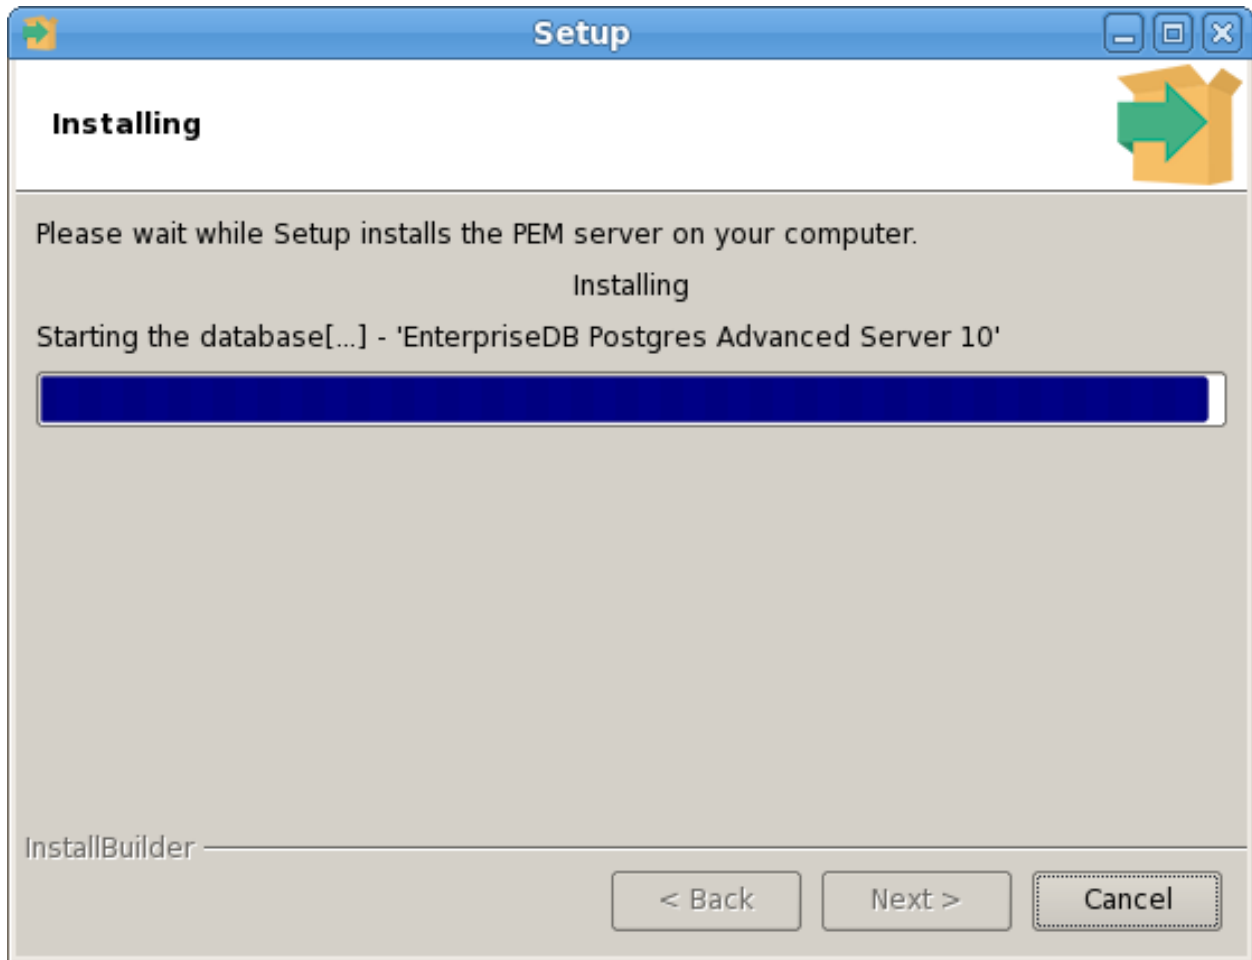 Setup
Installing
Please wait while Setup installs the PEM server on your computer.
Installing
Starting the database[...] - 'EnterpriseDB Postgres Advanced Server 10'
InstallBuilder
< Back
Next >
Cancel